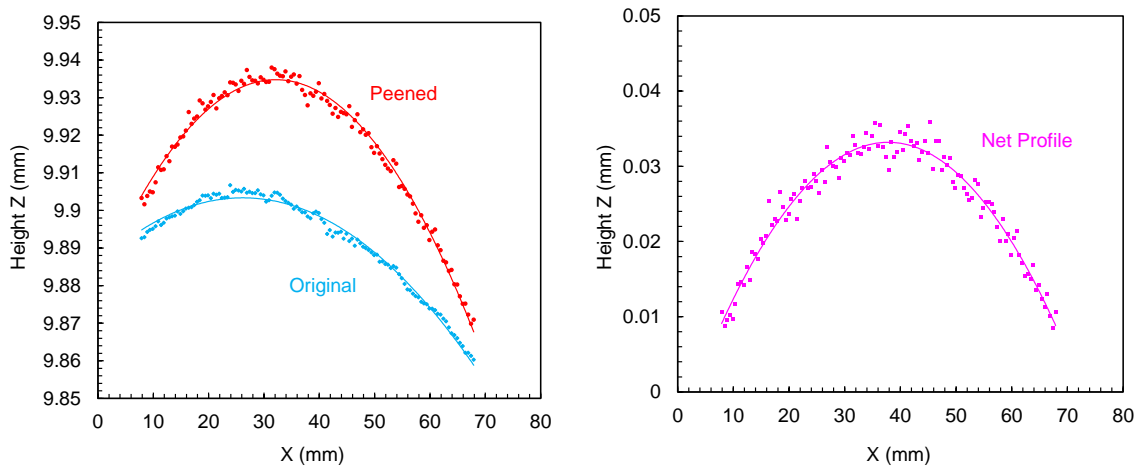 9.95
9.94
9.93
9.92
9.91
9.9
9.89
9.88
9.87
9.86
9.85
Height Z (mm)
Peened
Original
0 10 20 30 40 50 60 70 80
X (mm)
0.05
0.04
0.03
0.02
0.01
0
Height Z (mm)
Net Profile
0 10 20 30 40 50 60 70 80
X (mm)